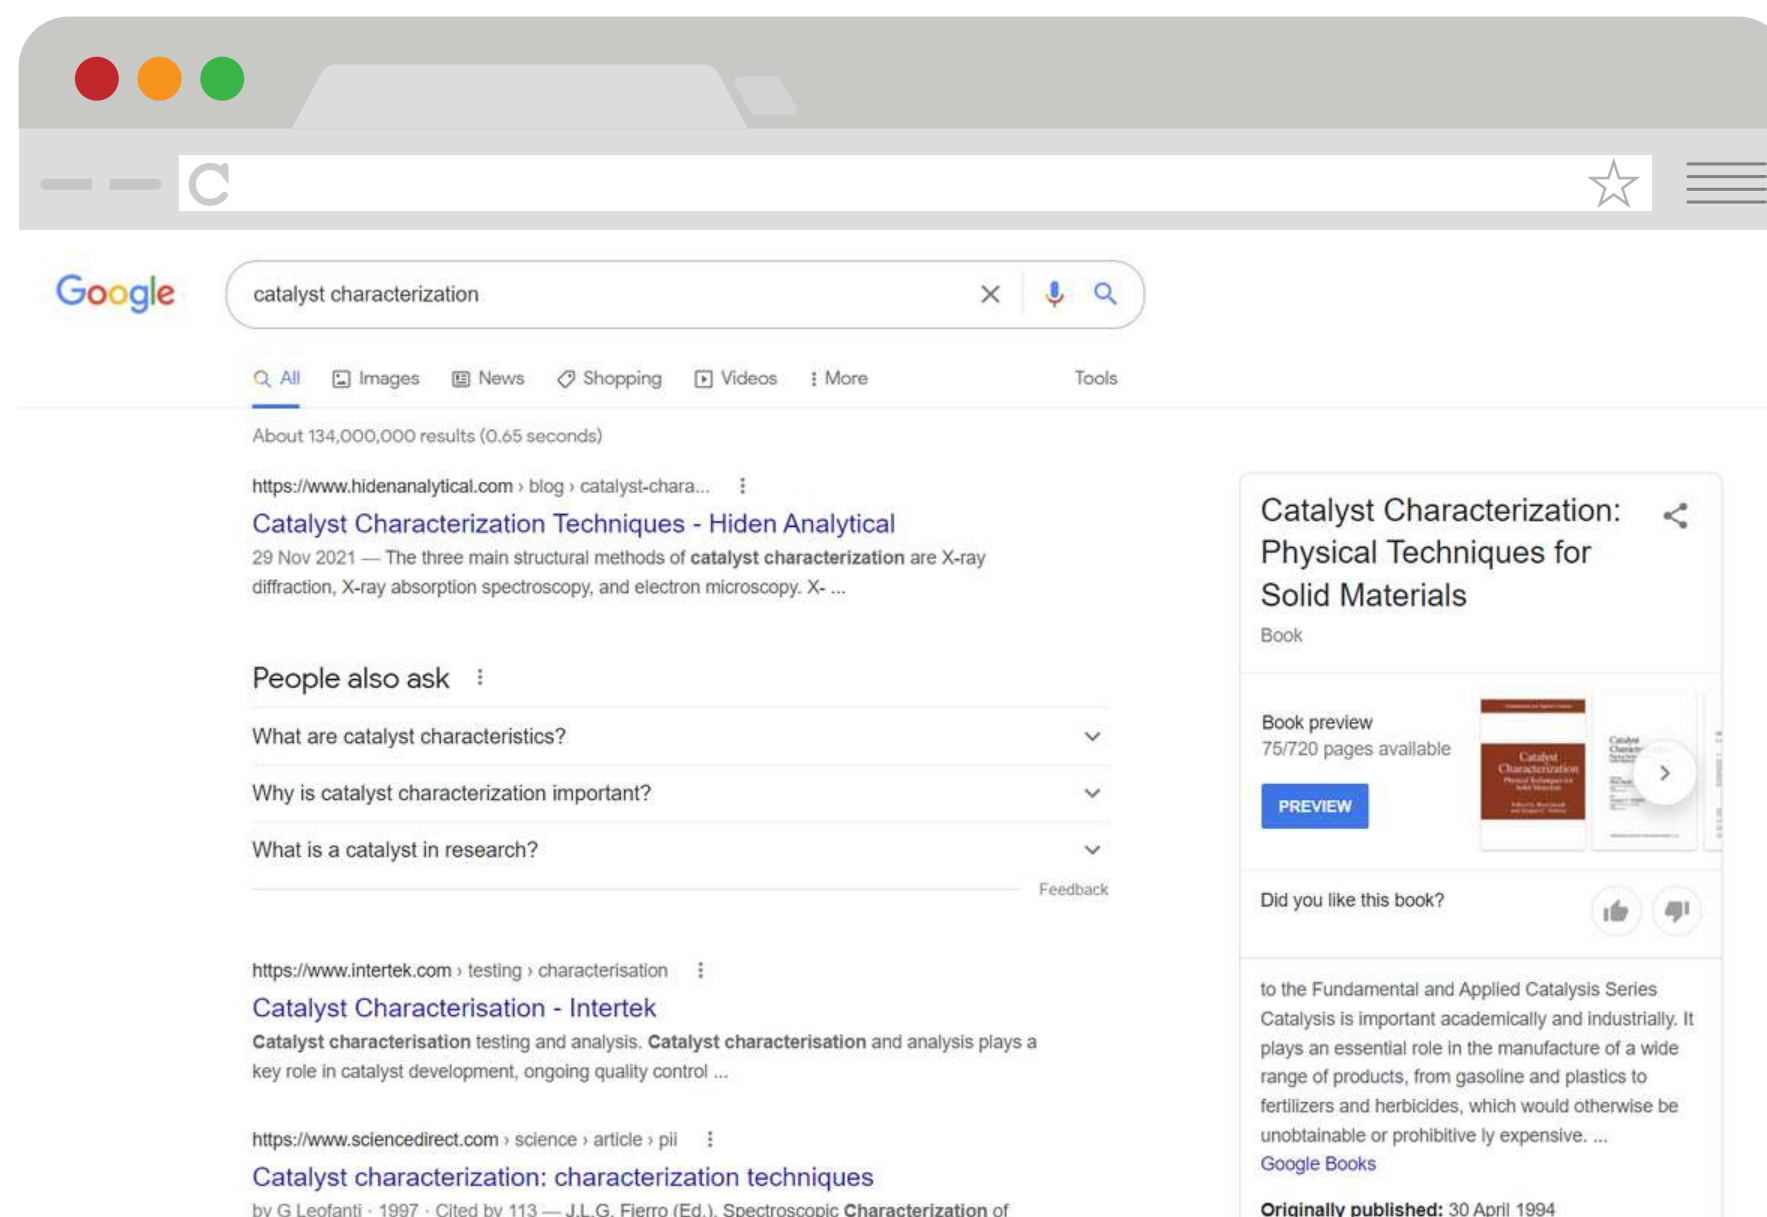 Google
catalyst characterization
All Images News Shopping Videos More Tools
About 134,000,000 results (0.65 seconds)
https://www.hidenanalytical.com › blog › catalyst-chara...
Catalyst Characterization Techniques - Hiden Analytical
29 Nov 2021 — The three main structural methods of catalyst characterization are X-ray
diffraction, X-ray absorption spectroscopy, and electron microscopy. X- ...
People also ask
What are catalyst characteristics?
Why is catalyst characterization important?
What is a catalyst in research?
Feedback
https://www.intertek.com › testing › characterisation
Catalyst Characterisation - Intertek
Catalyst characterisation testing and analysis. Catalyst characterisation and analysis plays a
key role in catalyst development, ongoing quality control ...
https://www.sciencedirect.com › science › article › pii
Catalyst characterization: characterization techniques
by G Leofanti · 1997 · Cited by 113 — J.L.G. Fierro (Ed.), Spectroscopic Characterization of
Catalyst Characterization:
Physical Techniques for
Solid Materials
Book
Book preview
75/720 pages available
PREVIEW
Catalyst
Characterization
Physical Techniques for
Solid Materials
Did you like this book?
to the Fundamental and Applied Catalysis Series
Catalysis is important academically and industrially. It
plays an essential role in the manufacture of a wide
range of products, from gasoline and plastics to
fertilizers and herbicides, which would otherwise be
unobtainable or prohibitive ly expensive. ...
Google Books
Originally published: 30 April 1994